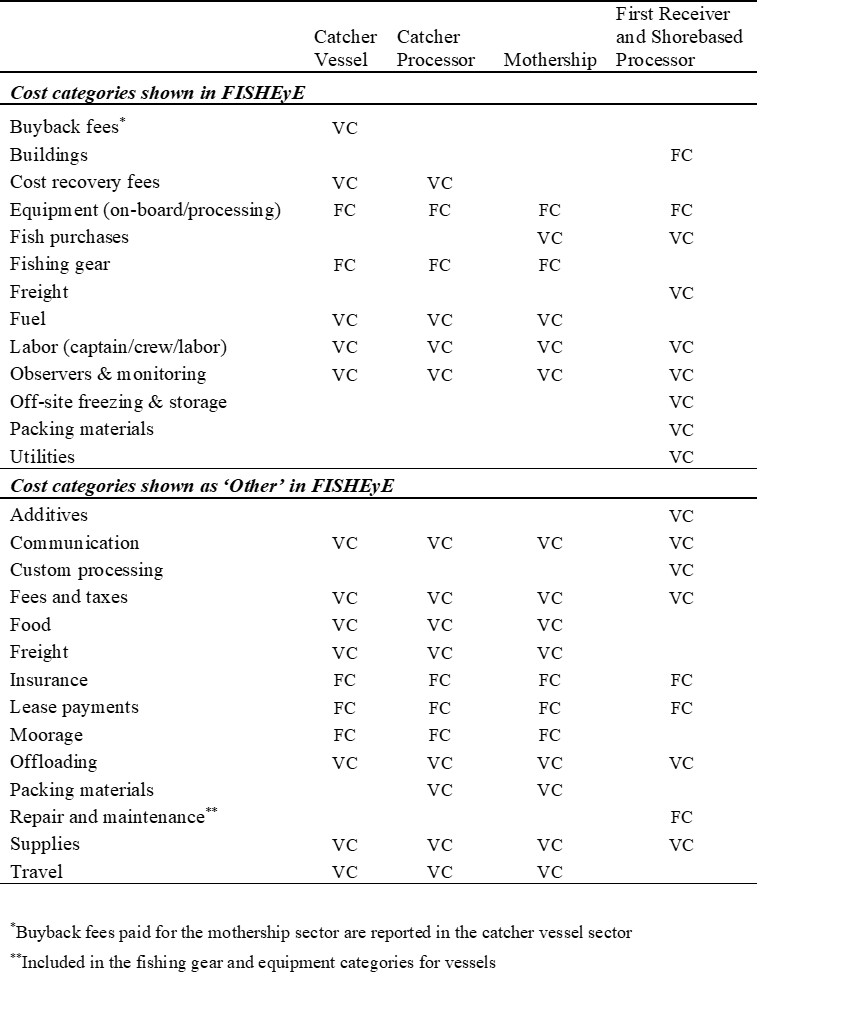 First Receiver
Catcher Catcher and Shorebased
Vessel Processor Mothership Processor
Cost categories shown in FISHEyE
Buyback fees* VC
Buildings FC
Cost recovery fees VC VC
Equipment (on-board/processing) FC FC FC FC
Fish purchases VC VC
Fishing gear FC FC FC
Freight VC
Fuel VC VC VC
Labor (captain/crew/labor) VC VC VC VC
Observers & monitoring VC VC VC VC
Off-site freezing & storage VC
Packing materials VC
Utilities VC
Cost categories shown as ‘Other’ in FISHEyE
Additives VC
Communication VC VC VC VC
Custom processing VC
Fees and taxes VC VC VC VC
Food VC VC VC
Freight VC VC VC
Insurance FC FC FC FC
Lease payments FC FC FC FC
Moorage FC FC FC
Offloading VC VC VC VC
Packing materials VC VC
Repair and maintenance** FC
Supplies VC VC VC VC
Travel VC VC VC
*Buyback fees paid for the mothership sector are reported in the catcher vessel sector
**Included in the fishing gear and equipment categories for vessels